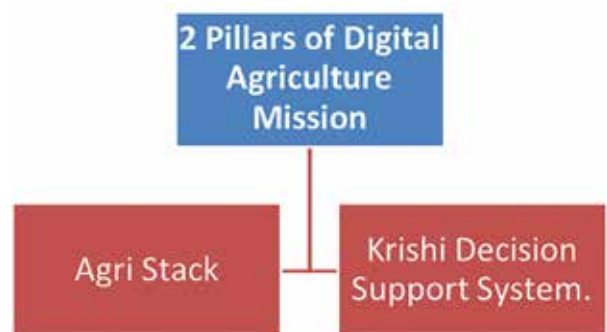 2 Pillars of Digital
Agriculture
Mission
Agri Stack
Krishi Decision
Support System.